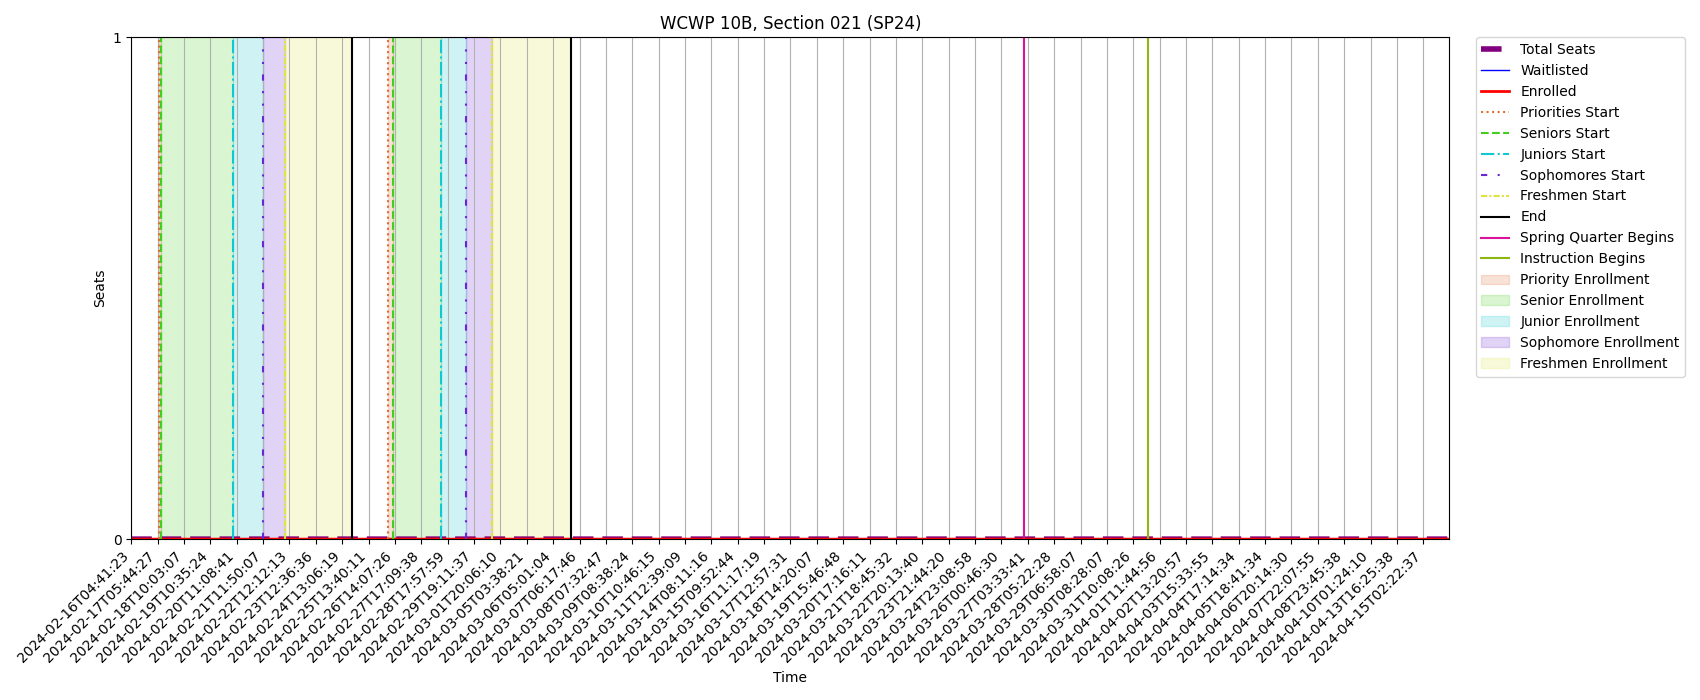 WCWP 10B, Section 021 (SP24)
1
0
Seats
Total Seats
Waitlisted
Enrolled
Priorities Start
Seniors Start
Juniors Start
Sophomores Start
Freshmen Start
End
Spring Quarter Begins
Instruction Begins
Priority Enrollment
Senior Enrollment
Junior Enrollment
Sophomore Enrollment
Freshmen Enrollment
2024-02-16T04:41:23
2024-02-17T05:44:27
2024-02-18T10:03:07
2024-02-19T10:35:24
2024-02-20T11:08:41
2024-02-21T11:50:07
2024-02-22T12:12:13
2024-02-23T12:36:36
2024-02-24T13:06:19
2024-02-25T13:40:11
2024-02-26T14:07:26
2024-02-27T17:09:38
2024-02-28T17:57:59
2024-02-29T19:11:37
2024-03-01T20:06:10
2024-03-05T03:38:21
2024-03-06T05:01:04
2024-03-07T06:17:46
2024-03-08T07:32:47
2024-03-09T08:38:24
2024-03-10T10:46:15
2024-03-11T12:39:09
2024-03-14T08:11:16
2024-03-15T09:52:44
2024-03-16T11:17:19
2024-03-17T12:57:31
2024-03-18T14:20:07
2024-03-19T15:46:48
2024-03-20T17:16:11
2024-03-21T18:45:32
2024-03-22T20:13:40
2024-03-23T21:44:20
2024-03-24T23:08:58
2024-03-26T00:46:30
2024-03-27T03:33:41
2024-03-28T05:22:28
2024-03-29T06:58:07
2024-03-30T08:28:07
2024-03-31T10:08:26
2024-04-01T11:44:56
2024-04-02T13:20:57
2024-04-03T15:33:55
2024-04-04T17:14:34
2024-04-05T18:41:34
2024-04-06T20:14:30
2024-04-07T22:07:55
2024-04-08T23:45:38
2024-04-10T01:24:10
2024-04-13T16:25:38
2024-04-15T02:22:37
Time